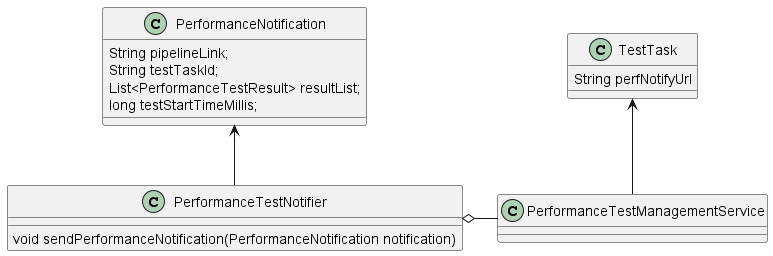 C PerformanceNotification
String pipelineLink;
String testTaskId;
List<PerformanceTestResult> resultList;
long testStartTimeMillis;
C TestTask
String perfNotifyUrl
C PerformanceTestNotifier
void sendPerformanceNotification(PerformanceNotification notification)
C PerformanceTestManagementService